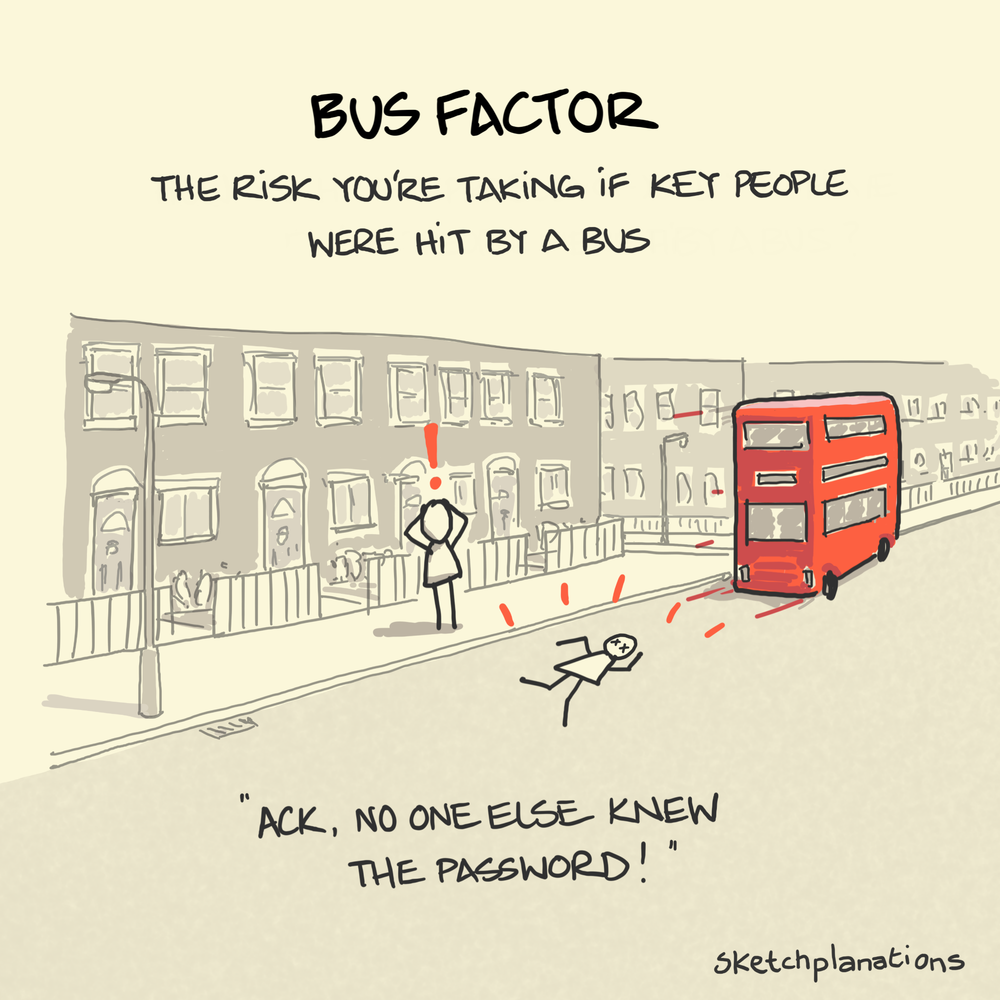 BUS FACTOR
THE RISK YOU'RE TAKING IF KEY PEOPLE
WERE HIT BY A BUS
"ACK, NO ONE ELSE KNEW
THE PASSWORD!"
sketchplanations